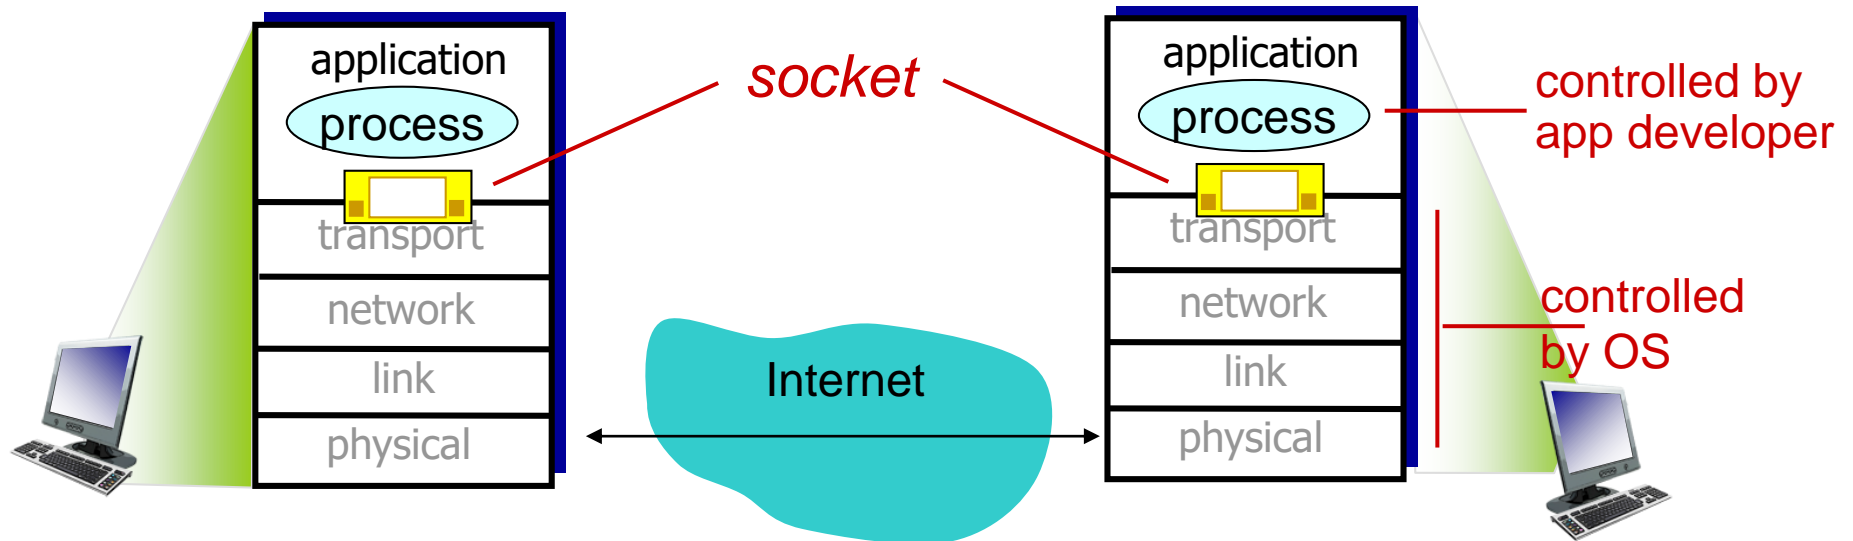 application
process
transport
network
link
physical
socket
Internet
application
process
transport
network
link
physical
controlled by
app developer
controlled
by OS